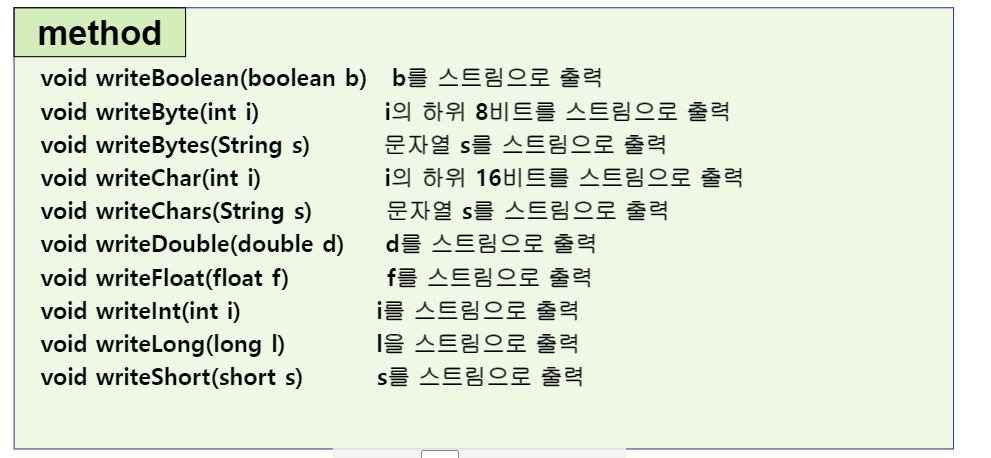 method
void writeBoolean(boolean b) b를 스트림으로 출력
void writeByte(int i) i의 하위 8비트를 스트림으로 출력
void writeBytes(String s) 문자열 s를 스트림으로 출력
void writeChar(int i) i의 하위 16비트를 스트림으로 출력
void writeChars(String s) 문자열 s를 스트림으로 출력
void writeDouble(double d) d를 스트림으로 출력
void writeFloat(float f) f를 스트림으로 출력
void writeInt(int i) i를 스트림으로 출력
void writeLong(long l) l을 스트림으로 출력
void writeShort(short s) s를 스트림으로 출력